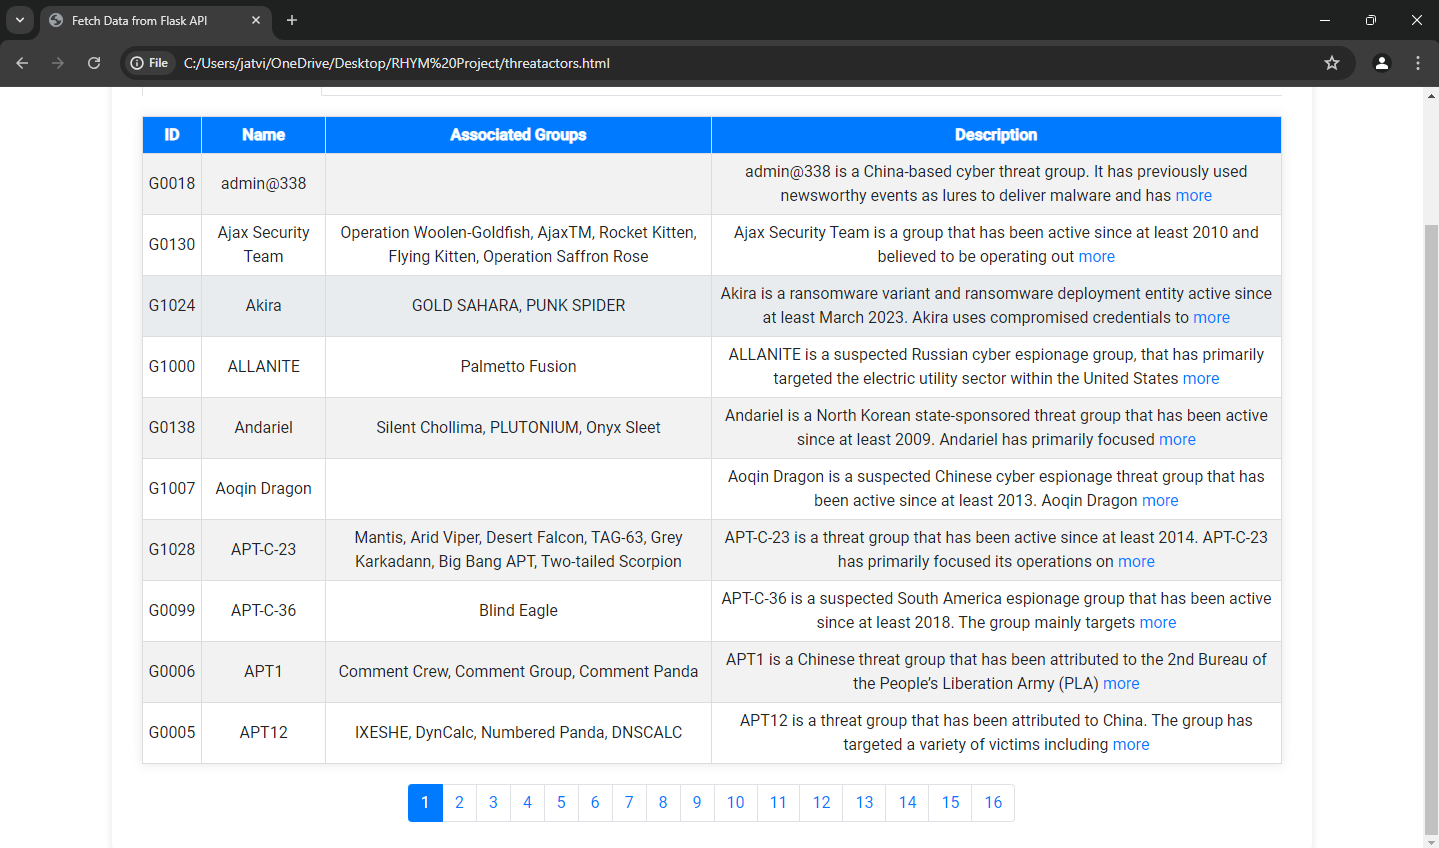 Fetch Data from Flask API
File
C:/Users/jatvi/OneDrive/Desktop/RHYM%20Project/threatactors.html
ID Name Associated Groups Description
G0018 admin@338 admin@338 is a China-based cyber threat group. It has previously used
newsworthy events as lures to deliver malware and has more
G0130 Ajax Security Team Operation Woolen-Goldfish, AjaxTM, Rocket Kitten, Flying Kitten, Operation Saffron Rose Ajax Security Team is a group that has been active since at least 2010 and
believed to be operating out more
G1024 Akira GOLD SAHARA, PUNK SPIDER Akira is a ransomware variant and ransomware deployment entity active since
at least March 2023. Akira uses compromised credentials to more
G1000 ALLANITE Palmetto Fusion ALLANITE is a suspected Russian cyber espionage group, that has primarily
targeted the electric utility sector within the United States more
G0138 Andariel Silent Chollima, PLUTONIUM, Onyx Sleet Andariel is a North Korean state-sponsored threat group that has been active
since at least 2009. Andariel has primarily focused more
G1007 Aoqin Dragon Aoqin Dragon is a suspected Chinese cyber espionage threat group that has
been active since at least 2013. Aoqin Dragon more
G1028 APT-C-23 Mantis, Arid Viper, Desert Falcon, TAG-63, Grey Karkadann, Big Bang APT, Two-tailed Scorpion APT-C-23 is a threat group that has been active since at least 2014. APT-C-23
has primarily focused its operations on more
G0099 APT-C-36 Blind Eagle APT-C-36 is a suspected South America espionage group that has been active
since at least 2018. The group mainly targets more
G0006 APT1 Comment Crew, Comment Group, Comment Panda APT1 is a Chinese threat group that has been attributed to the 2nd Bureau of
the People’s Liberation Army (PLA) more
G0005 APT12 IXESHE, DynCalc, Numbered Panda, DNSCALC APT12 is a threat group that has been attributed to China. The group has
targeted a variety of victims including more
1 2 3 4 5 6 7 8 9 10 11 12 13 14 15 16